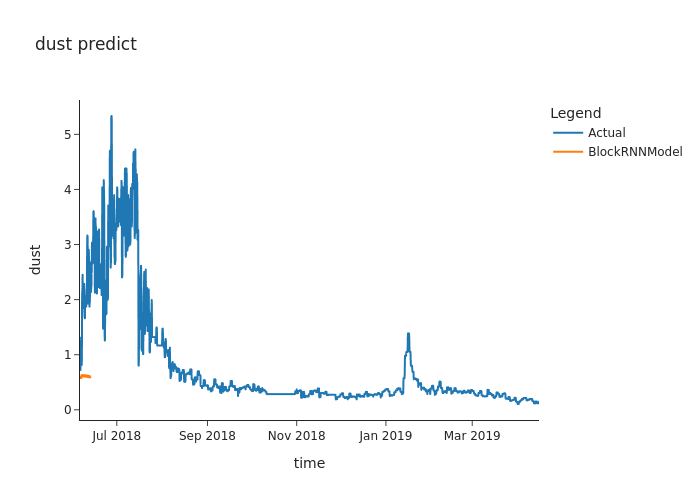 dust predict
Legend
Actual
BlockRNNModel
dust
5
4
3
2
1
0
Jul 2018
Sep 2018
Nov 2018
Jan 2019
Mar 2019
time